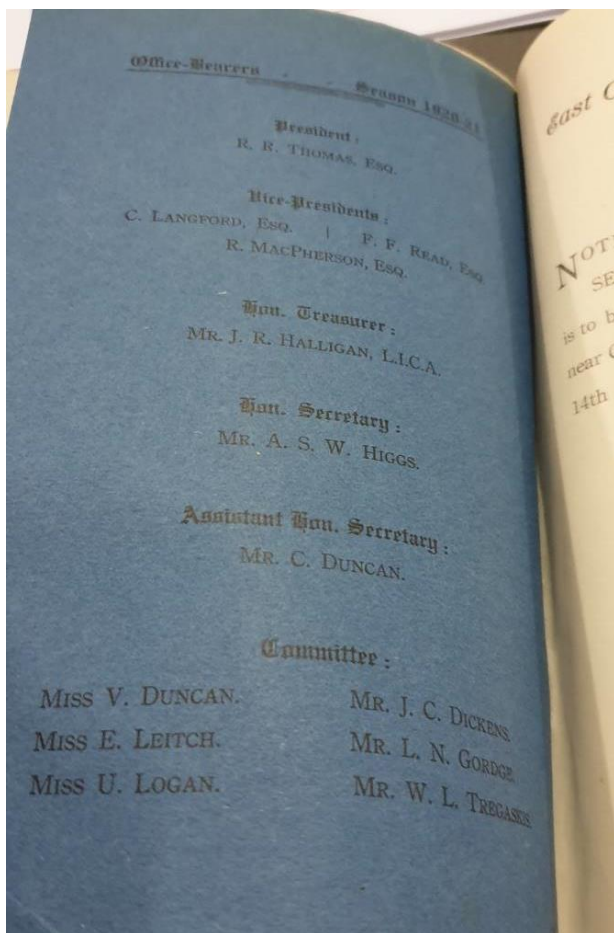 Office-Bearers - - Season 1920-21
President :
R. R. THOMAS, ESQ.
Vice-Presidents :
C. LANGFORD, ESQ. | F. F. READ, ESQ
R. MACPHERSON, ESQ.
Hon. Treasurer :
MR. J. R. HALLIGAN, L.I.C.A.
Hon. Secretary :
MR. A. S. W. HIGGS.
Assistant Hon. Secretary :
MR. C. DUNCAN.
Committee :
MISS V. DUNCAN. MR. J. C. DICKENS.
MISS E. LEITCH. MR. L. N. GORDGE.
MISS U. LOGAN. MR. W. L. TREGASKIS.
East
is to
near
14th